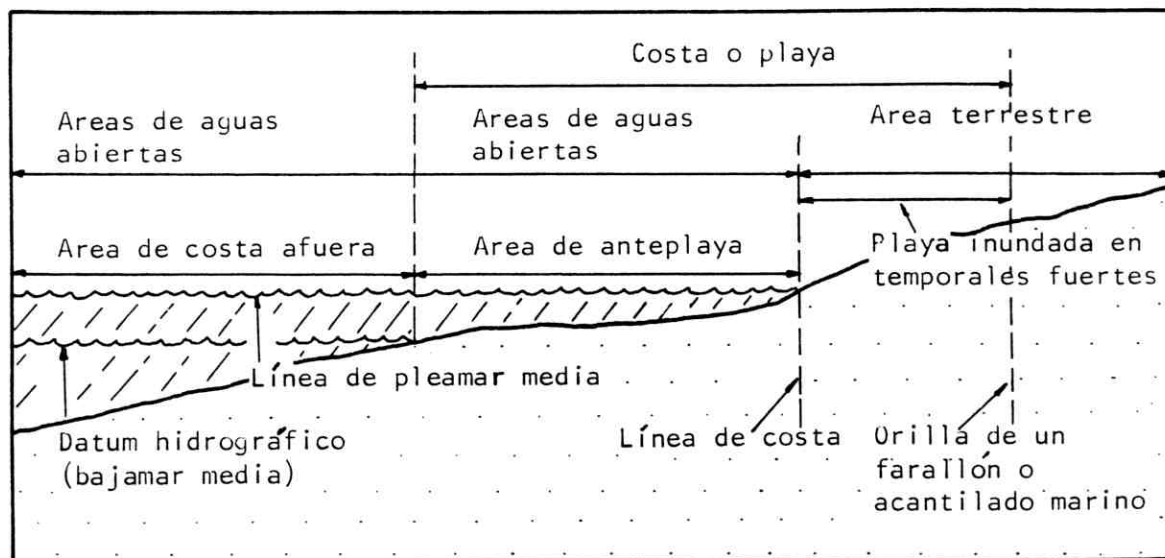 Costa o playa
Areas de aguas
abiertas
Areas de aguas
abiertas
Area terrestre
Area de costa afuera
Area de anteplaya
Playa inundada en
temporales fuertes
Línea de pleamar media
Datum hidrográfico
(bajamar media)
Línea de costa
Orilla de un
farallón o
acantilado marino